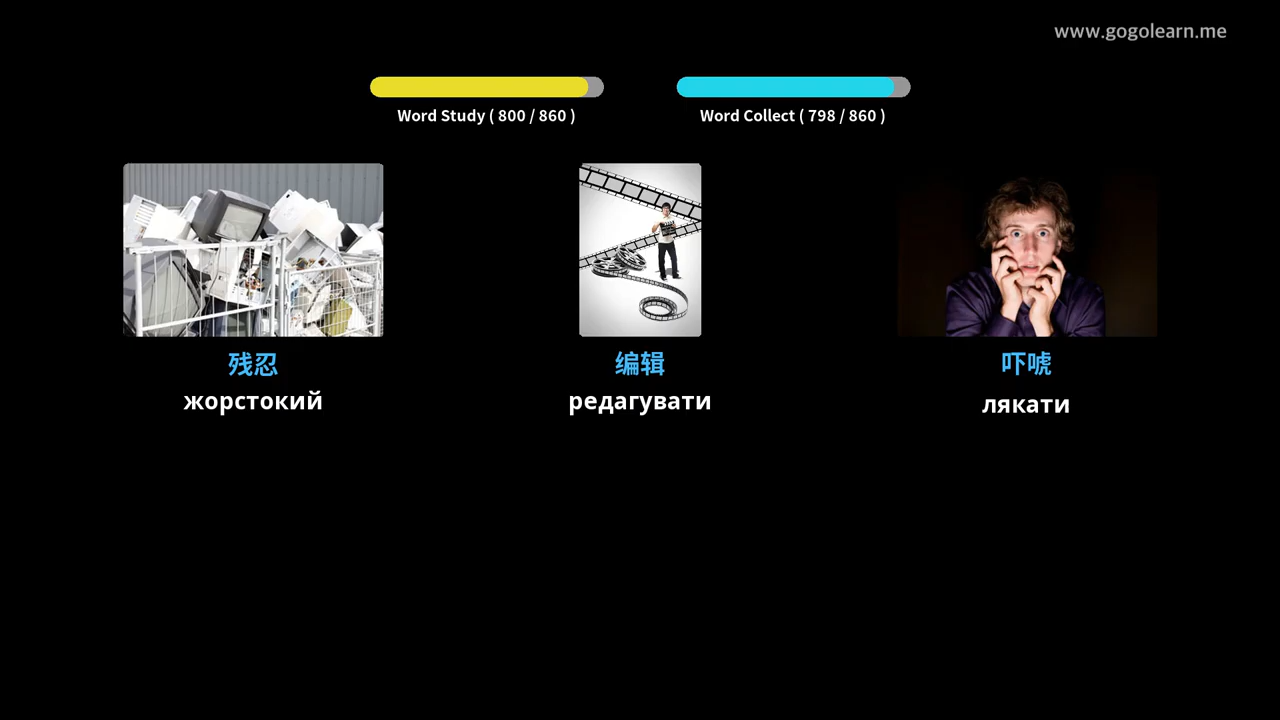 www.gogolearn.me
Word Study ( 800 / 860 )
Word Collect ( 798 / 860 )
残忍
жорстокий
编辑
редагувати
吓唬
лякати